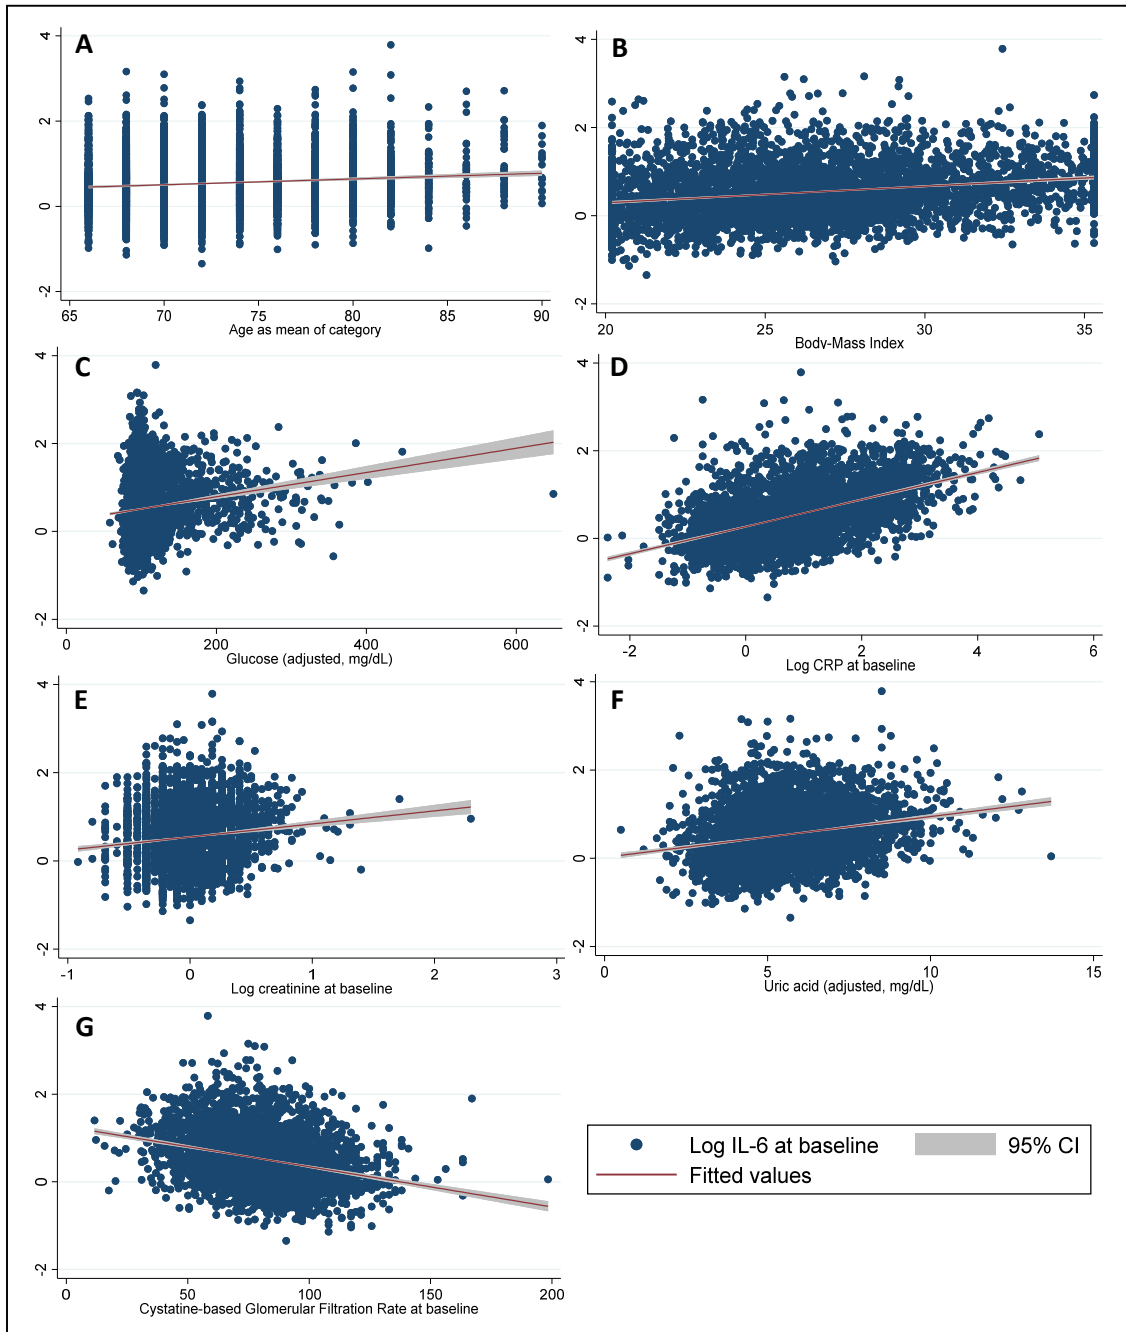 A
4
2
0
-2
65 70 75 80 85 90
Age as mean of category
B
4
2
0
-2
20 25 30 35
Body-Mass Index
C
4
2
0
-2
0 200 400 600
Glucose (adjusted, mg/dL)
D
4
2
0
-2
-2 0 2 4 6
Log CRP at baseline
E
4
2
0
-2
-1 0 1 2 3
Log creatinine at baseline
F
4
2
0
-2
0 5 10 15
Uric acid (adjusted, mg/dL)
G
4
2
0
-2
0 50 100 150 200
Cystatine-based Glomerular Filtration Rate at baseline
Log IL-6 at baseline 95% CI
Fitted values